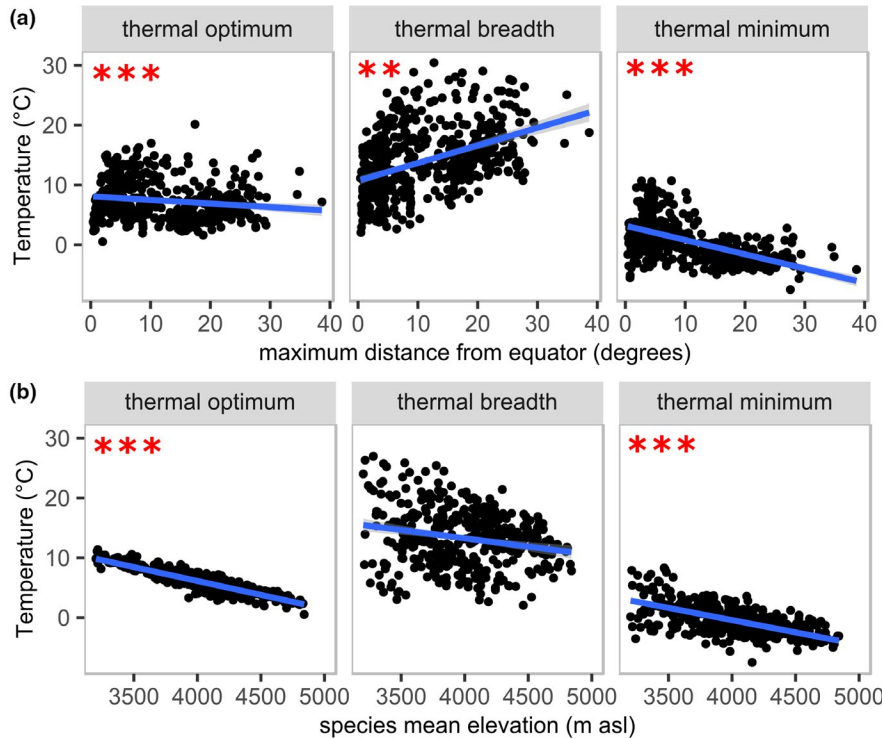 (a)
thermal optimum thermal breadth thermal minimum
*** ** ***
30
20
10
0
Temperature (°C)
0 10 20 30 40 0 10 20 30 40 0 10 20 30 40
maximum distance from equator (degrees)
(b)
thermal optimum thermal breadth thermal minimum
*** ***
30
20
10
0
Temperature (°C)
3500 4000 4500 5000 3500 4000 4500 5000 3500 4000 4500 5000
species mean elevation (m asl)